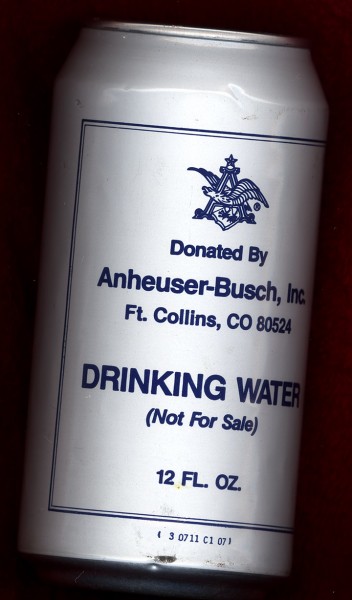 Donated By
Anheuser-Busch, Inc.
Ft. Collins, CO 80524
DRINKING WATER
(Not For Sale)
12 FL. OZ.
( 3 0711 C1 07)